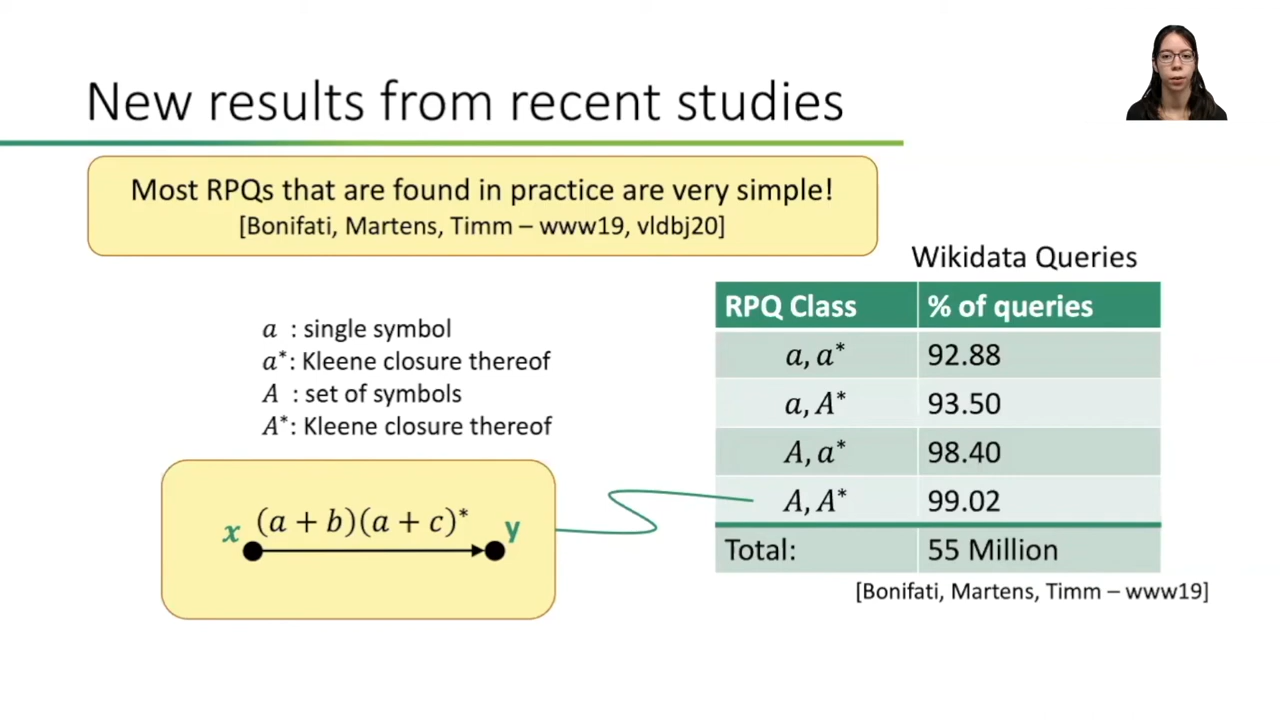 New results from recent studies
Most RPQs that are found in practice are very simple!
[Bonifati, Martens, Timm – www19, vldbj20]
a : single symbol
a*: Kleene closure thereof
A : set of symbols
A*: Kleene closure thereof
x (a + b)(a + c)* y
Wikidata Queries
RPQ Class % of queries
a, a* 92.88
a, A* 93.50
A, a* 98.40
A, A* 99.02
Total: 55 Million
[Bonifati, Martens, Timm – www19]